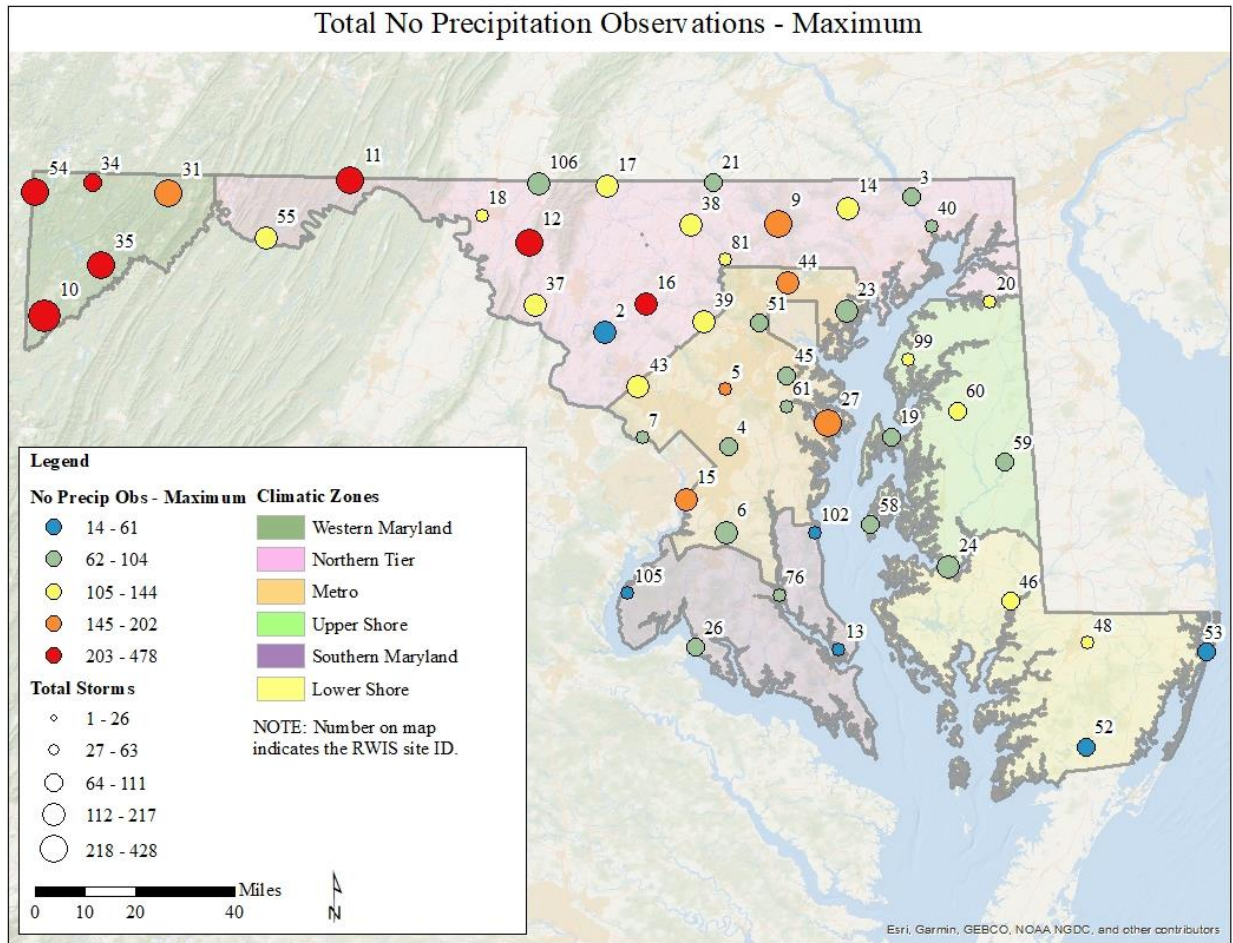 Total No Precipitation Observations - Maximum
54
34
31
11
106
17
21
3
18
14
55
12
38
9
40
35
81
10
37
16
44
20
2
39
51
23
99
43
5
45
60
61
27
7
4
19
59
15
6
102
58
24
105
76
46
26
13
48
53
52
Legend
No Precip Obs - Maximum
14 - 61
62 - 104
105 - 144
145 - 202
203 - 478
Total Storms
1 - 26
27 - 63
64 - 111
112 - 217
218 - 428
Climatic Zones
Western Maryland
Northern Tier
Metro
Upper Shore
Southern Maryland
Lower Shore
NOTE: Number on map
indicates the RWIS site ID.
Miles
0 10 20 40
N
Esri, Garmin, GEBCO, NOAA NGDC, and other contributors